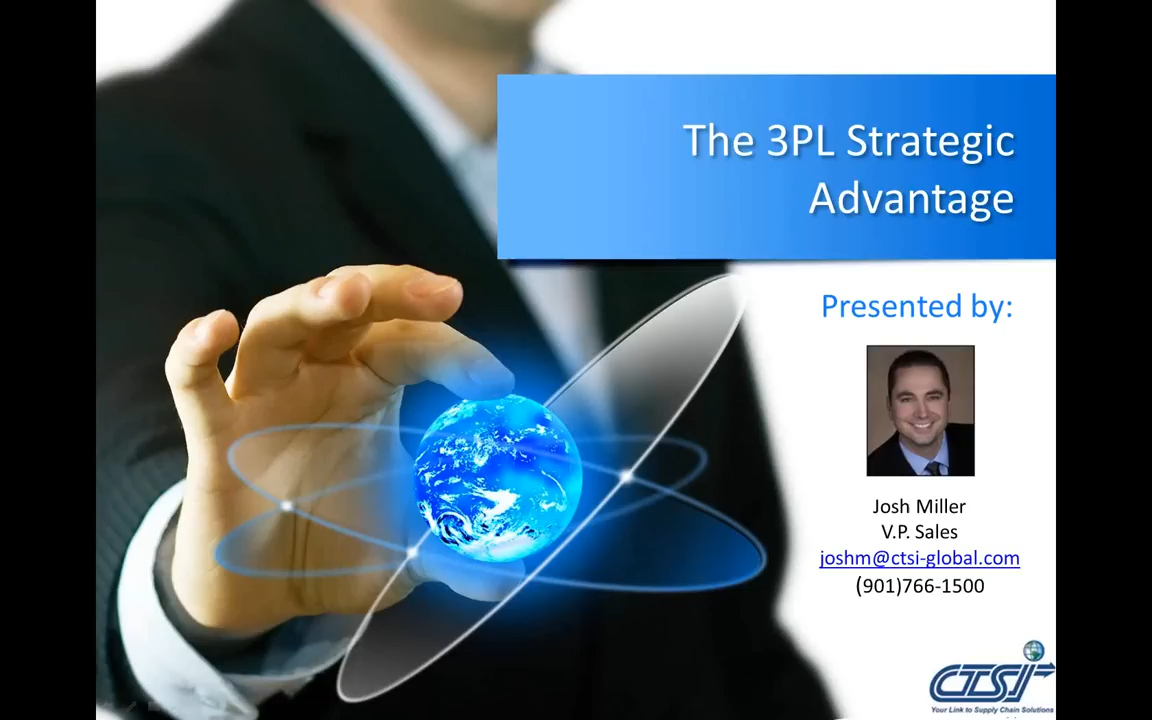 The 3PL Strategic
Advantage
Presented by:
Josh Miller
V.P. Sales
joshm@ctsi-global.com
(901)766-1500
CTSI
Your Link to Supply Chain Solutions